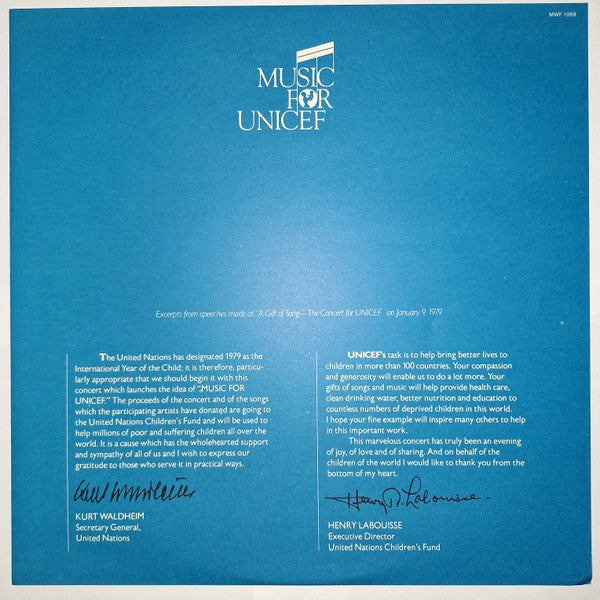 MWF 1068
MUSIC
FOR
UNICEF
Excerpts from speeches made at "A Gift of Song—The Concert for UNICEF" on January 9, 1979.
The United Nations has designated 1979 as the
International Year of the Child; it is therefore, particu-
larly appropriate that we should begin it with this
concert which launches the idea of "MUSIC FOR
UNICEF." The proceeds of the concert and of the songs
which the participating artists have donated are going to
the United Nations Children's Fund and will be used to
help millions of poor and suffering children all over the
world. It is a cause which has the wholehearted support
and sympathy of all of us and I wish to express our
gratitude to those who serve it in practical ways.
Kurt Waldheim
KURT WALDHEIM
Secretary General,
United Nations
UNICEF's task is to help bring better lives to
children in more than 100 countries. Your compassion
and generosity will enable us to do a lot more. Your
gifts of songs and music will help provide health care,
clean drinking water, better nutrition and education to
countless numbers of deprived children in this world.
I hope your fine example will inspire many others to help
in this important work.
This marvelous concert has truly been an evening
of joy, of love and of sharing. And on behalf of the
children of the world I would like to thank you from the
bottom of my heart.
Henry R. Labouisse
HENRY LABOUISSE
Executive Director
United Nations Children's Fund